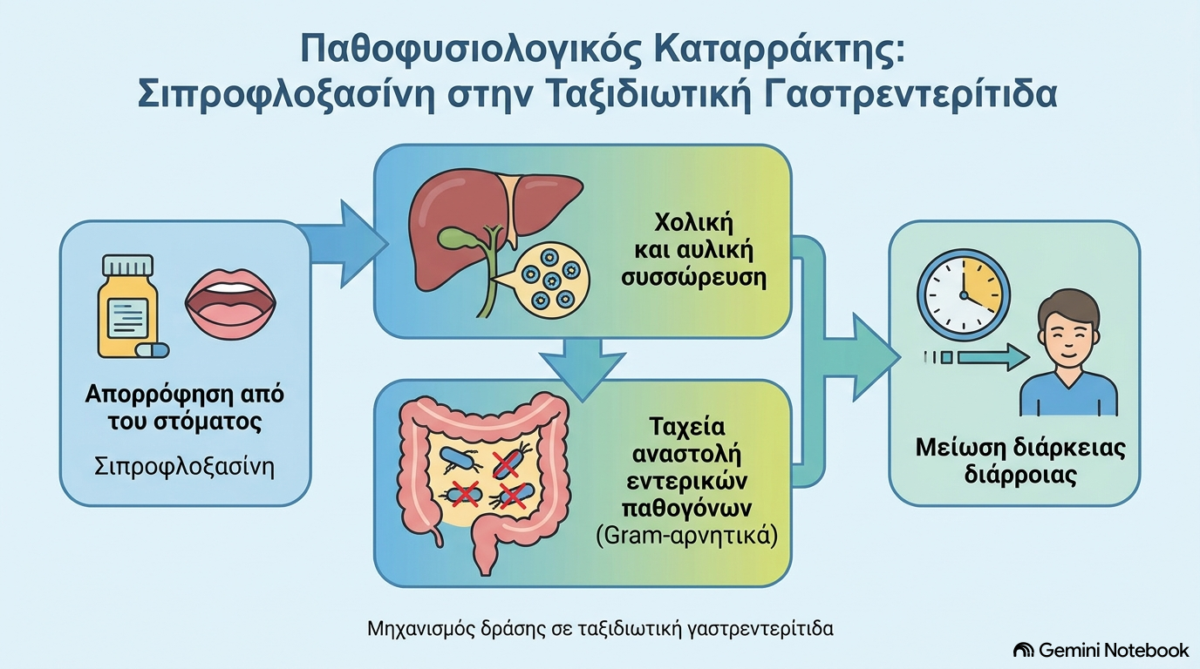 Παθοφυσιολογικός Καταρράκτης:
Σιπροφλοξασίνη στην Ταξιδιωτική Γαστρεντερίτιδα
Απορρόφηση από
του στόματος
Σιπροφλοξασίνη
Χολική
και αυλική
συσσώρευση
Ταχεία
αναστολή
εντερικών
παθογόνων
(Gram-αρνητικά)
Μείωση διάρκειας
διάρροιας
Μηχανισμός δράσης σε ταξιδιωτική γαστρεντερίτιδα
Gemini Notebook